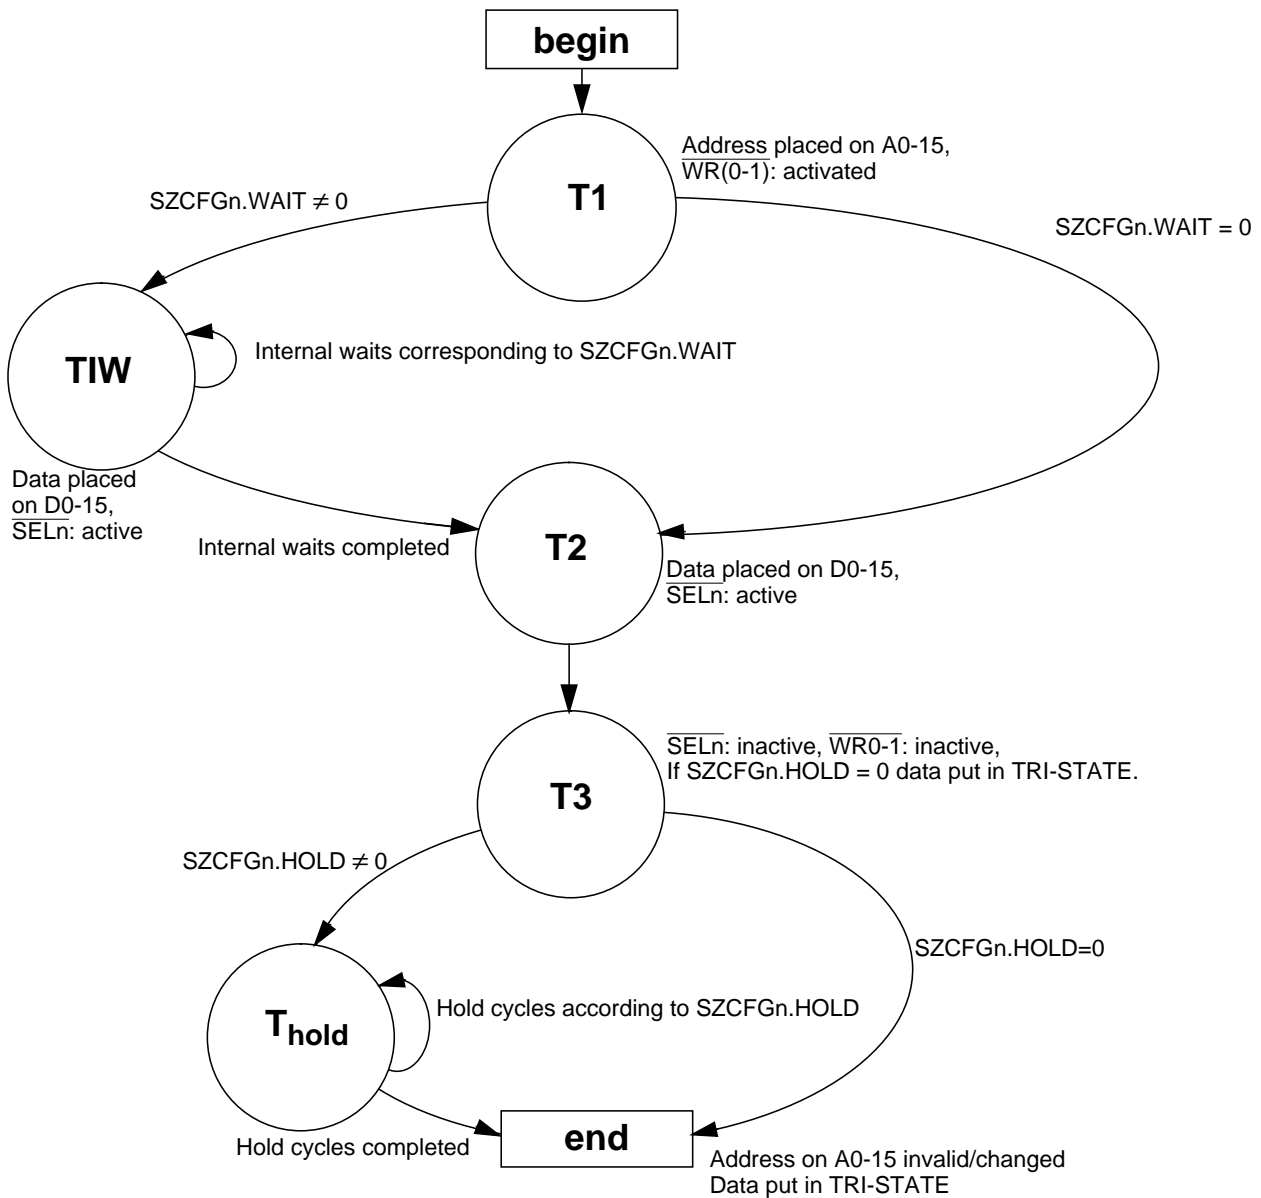 begin
Address placed on A0-15,
WR(0-1): activated
T1
SZCFGn.WAIT ≠ 0
SZCFGn.WAIT = 0
Internal waits corresponding to SZCFGn.WAIT
TIW
Data placed
on D0-15,
SELn: active
Internal waits completed
T2
Data placed on D0-15,
SELn: active
SELn: inactive, WR0-1: inactive,
If SZCFGn.HOLD = 0 data put in TRI-STATE.
T3
SZCFGn.HOLD ≠ 0
SZCFGn.HOLD=0
Hold cycles according to SZCFGn.HOLD
Thold
Hold cycles completed
end
Address on A0-15 invalid/changed
Data put in TRI-STATE